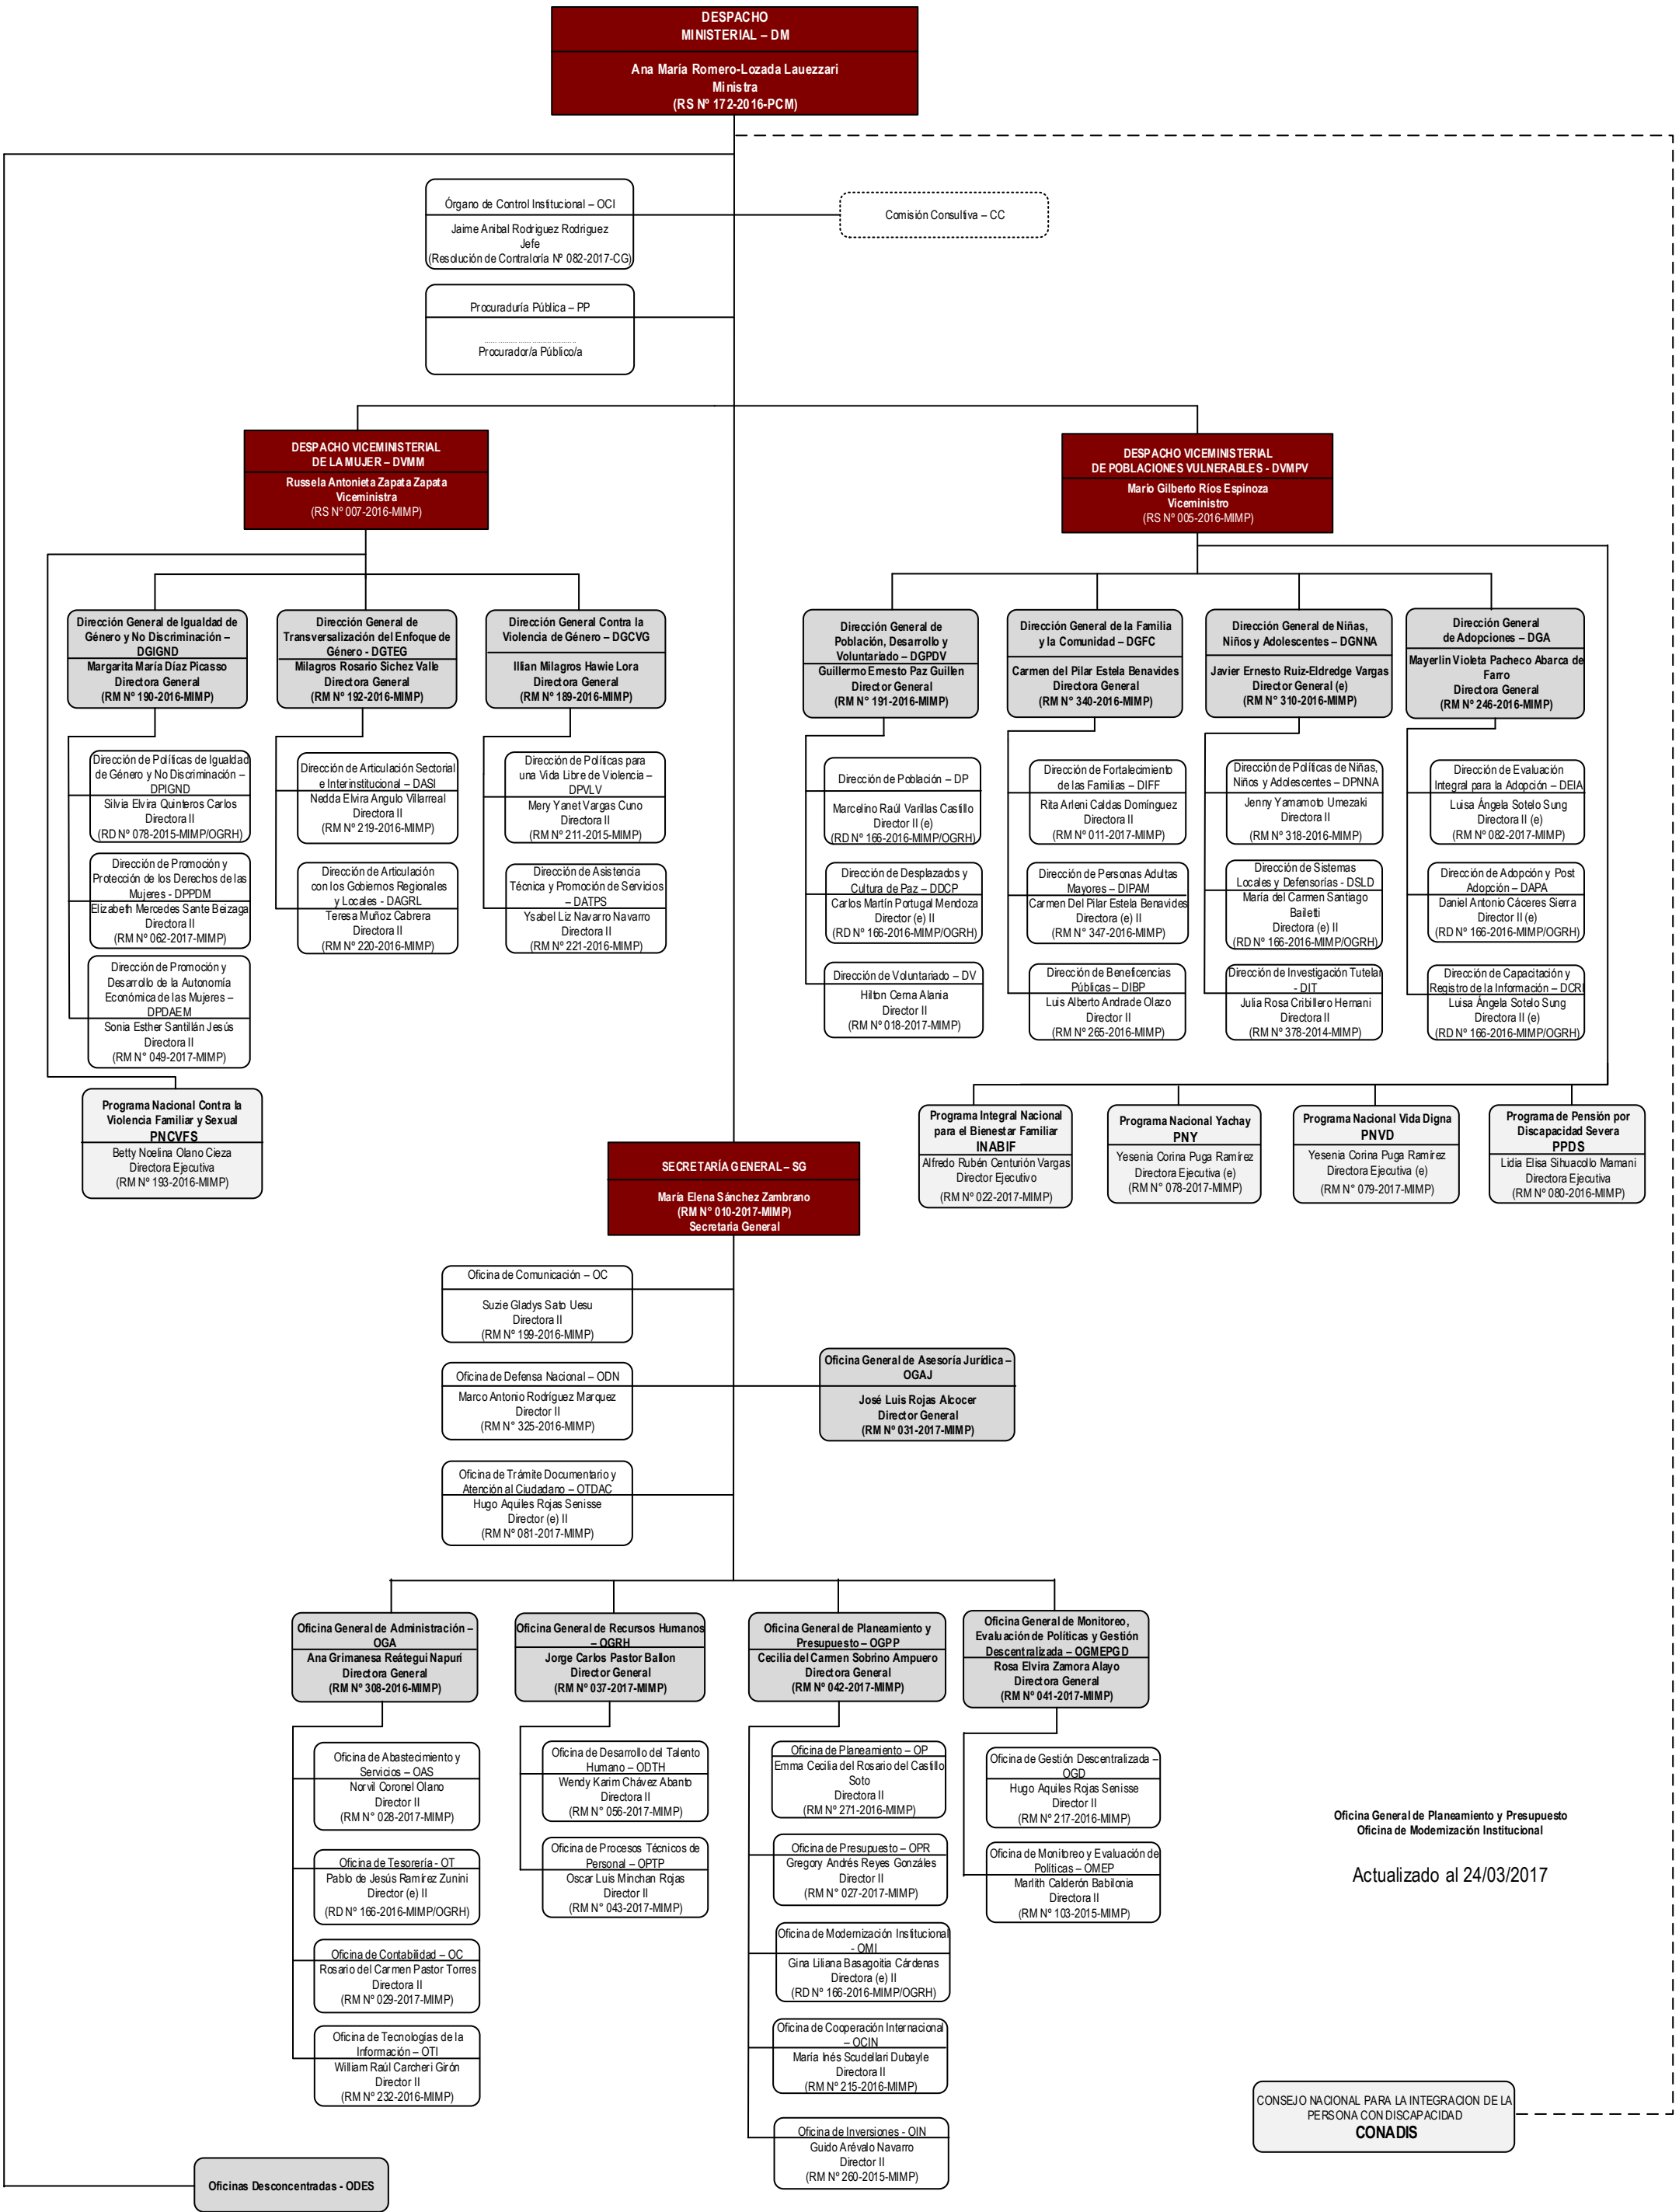 DESPACHO
MINISTERIAL – DM
Ana María Romero-Lozada Lauezzari
Ministra
(RS Nº 172-2016-PCM)
Órgano de Control Institucional – OCI
Jaime Anibal Rodriguez Rodriguez
Jefe
(Resolución de Contraloría Nº 082-2017-CG)
Comisión Consultiva – CC
Procuraduría Pública – PP
Procurador/a Público/a
DESPACHO VICEMINISTERIAL
DE LA MUJER – DVMM
Russela Antonieta Zapata Zapata
Viceministra
(RS Nº 007-2016-MIMP)
DESPACHO VICEMINISTERIAL
DE POBLACIONES VULNERABLES - DVMPV
Mario Gilberto Ríos Espinoza
Viceministro
(RS Nº 005-2016-MIMP)
Dirección General de Igualdad de
Género y No Discriminación –
DGIGND
Margarita María Díaz Picasso
Directora General
(RM Nº 190-2016-MIMP)
Dirección General de
Transversalización del Enfoque de
Género - DGTEG
Milagros Rosario Sichez Valle
Directora General
(RM Nº 192-2016-MIMP)
Dirección General Contra la
Violencia de Género – DGCVG
Illian Milagros Hawie Lora
Directora General
(RM Nº 189-2016-MIMP)
Dirección General de
Población, Desarrollo y
Voluntariado – DGPDV
Guillermo Ernesto Paz Guillen
Director General
(RM Nº 191-2016-MIMP)
Dirección General de la Familia
y la Comunidad – DGFC
Carmen del Pilar Estela Benavides
Directora General
(RM Nº 340-2016-MIMP)
Dirección General de Niñas,
Niños y Adolescentes – DGNNA
Javier Ernesto Ruiz-Eldredge Vargas
Director General (e)
(RM Nº 310-2016-MIMP)
Dirección General
de Adopciones – DGA
Mayerlin Violeta Pacheco Abarca de
Farro
Directora General
(RM Nº 246-2016-MIMP)
Dirección de Políticas de Igualdad
de Género y No Discriminación –
DPIGND
Silvia Elvira Quinteros Carlos
Directora II
(RD Nº 078-2015-MIMP/OGRH)
Dirección de Articulación Sectorial
e Interinstitucional – DASI
Nedda Elvira Angulo Villarreal
Directora II
(RM Nº 219-2016-MIMP)
Dirección de Políticas para
una Vida Libre de Violencia –
DPVLV
Mery Yanet Vargas Cuno
Directora II
(RM Nº 211-2015-MIMP)
Dirección de Población – DP
Marcelino Raúl Varillas Castillo
Director II (e)
(RD Nº 166-2016-MIMP/OGRH)
Dirección de Fortalecimiento
de las Familias – DIFF
Rita Arleni Caldas Domínguez
Directora II
(RM Nº 011-2017-MIMP)
Dirección de Políticas de Niñas,
Niños y Adolescentes – DPNNA
Jenny Yamamoto Umezaki
Directora II
(RM Nº 318-2016-MIMP)
Dirección de Evaluación
Integral para la Adopción – DEIA
Luisa Ángela Sotelo Sung
Directora II (e)
(RM Nº 082-2017-MIMP)
Dirección de Promoción y
Protección de los Derechos de las
Mujeres - DPPDM
Elizabeth Mercedes Sante Beizaga
Directora II
(RM Nº 062-2017-MIMP)
Dirección de Articulación
con los Gobiernos Regionales
y Locales - DAGRL
Teresa Muñoz Cabrera
Directora II
(RM Nº 220-2016-MIMP)
Dirección de Asistencia
Técnica y Promoción de Servicios
– DATPS
Ysabel Liz Navarro Navarro
Directora II
(RM Nº 221-2016-MIMP)
Dirección de Desplazados y
Cultura de Paz – DDCP
Carlos Martín Portugal Mendoza
Director (e) II
(RD Nº 166-2016-MIMP/OGRH)
Dirección de Personas Adultas
Mayores – DIPAM
Carmen Del Pilar Estela Benavides
Directora (e) II
(RM Nº 347-2016-MIMP)
Dirección de Sistemas
Locales y Defensorías - DSLD
María del Carmen Santiago
Bailetti
Directora (e) II
(RD Nº 166-2016-MIMP/OGRH)
Dirección de Adopción y Post
Adopción – DAPA
Daniel Antonio Cáceres Sierra
Director II (e)
(RD Nº 166-2016-MIMP/OGRH)
Dirección de Promoción y
Desarrollo de la Autonomía
Económica de las Mujeres –
DPDAEM
Sonia Esther Santillán Jesús
Directora II
(RM N° 049-2017-MIMP)
Dirección de Voluntariado – DV
Hilton Cerna Alania
Director II
(RM Nº 018-2017-MIMP)
Dirección de Beneficencias
Públicas – DIBP
Luis Alberto Andrade Olazo
Director II
(RM Nº 265-2016-MIMP)
Dirección de Investigación Tutelar
- DIT
Julia Rosa Cribillero Hernani
Directora II
(RM Nº 378-2014-MIMP)
Dirección de Capacitación y
Registro de la Información – DCRI
Luisa Ángela Sotelo Sung
Directora II (e)
(RD Nº 166-2016-MIMP/OGRH)
Programa Nacional Contra la
Violencia Familiar y Sexual
PNCVFS
Betty Noelina Olano Cieza
Directora Ejecutiva
(RM Nº 193-2016-MIMP)
Programa Integral Nacional
para el Bienestar Familiar
INABIF
Alfredo Rubén Centurión Vargas
Director Ejecutivo
(RM Nº 022-2017-MIMP)
Programa Nacional Yachay
PNY
Yesenia Corina Puga Ramírez
Directora Ejecutiva (e)
(RM Nº 078-2017-MIMP)
Programa Nacional Vida Digna
PNVD
Yesenia Corina Puga Ramírez
Directora Ejecutiva (e)
(RM Nº 079-2017-MIMP)
Programa de Pensión por
Discapacidad Severa
PPDS
Lidia Elisa Sihuacollo Mamani
Directora Ejecutiva
(RM Nº 080-2016-MIMP)
SECRETARÍA GENERAL – SG
María Elena Sánchez Zambrano
(RM N° 010-2017-MIMP)
Secretaria General
Oficina de Comunicación – OC
Suzie Gladys Sato Uesu
Directora II
(RM Nº 199-2016-MIMP)
Oficina de Defensa Nacional – ODN
Marco Antonio Rodríguez Marquez
Director II
(RM N° 325-2016-MIMP)
Oficina General de Asesoría Jurídica –
OGAJ
José Luis Rojas Alcocer
Director General
(RM Nº 031-2017-MIMP)
Oficina de Trámite Documentario y
Atención al Ciudadano – OTDAC
Hugo Aquiles Rojas Senisse
Director (e) II
(RM Nº 081-2017-MIMP)
Oficina General de Administración –
OGA
Ana Grimanesa Reátegui Napurí
Directora General
(RM Nº 308-2016-MIMP)
Oficina General de Recursos Humanos
– OGRH
Jorge Carlos Pastor Ballon
Director General
(RM Nº 037-2017-MIMP)
Oficina General de Planeamiento y
Presupuesto – OGPP
Cecilia del Carmen Sobrino Ampuero
Directora General
(RM Nº 042-2017-MIMP)
Oficina General de Monitoreo,
Evaluación de Políticas y Gestión
Descentralizada – OGMEPGD
Rosa Elvira Zamora Alayo
Directora General
(RM Nº 041-2017-MIMP)
Oficina de Abastecimiento y
Servicios – OAS
Norvil Coronel Olano
Director II
(RM Nº 028-2017-MIMP)
Oficina de Desarrollo del Talento
Humano – ODTH
Wendy Karim Chávez Abanto
Directora II
(RM Nº 056-2017-MIMP)
Oficina de Planeamiento – OP
Emma Cecilia del Rosario del Castillo
Soto
Directora II
(RM Nº 271-2016-MIMP)
Oficina de Gestión Descentralizada –
OGD
Hugo Aquiles Rojas Senisse
Director II
(RM Nº 217-2016-MIMP)
Oficina de Tesorería - OT
Pablo de Jesús Ramírez Zunini
Director (e) II
(RD Nº 166-2016-MIMP/OGRH)
Oficina de Procesos Técnicos de
Personal – OPTP
Oscar Luis Minchan Rojas
Director II
(RM N° 043-2017-MIMP)
Oficina de Presupuesto – OPR
Gregory Andrés Reyes Gonzáles
Director II
(RM Nº 027-2017-MIMP)
Oficina de Monitoreo y Evaluación de
Políticas – OMEP
Marlith Calderón Babilonia
Directora II
(RM Nº 103-2015-MIMP)
Oficina General de Planeamiento y Presupuesto
Oficina de Modernización Institucional
Actualizado al 24/03/2017
Oficina de Contabilidad – OC
Rosario del Carmen Pastor Torres
Directora II
(RM Nº 029-2017-MIMP)
Oficina de Modernización Institucional
- OMI
Gina Liliana Basagoitia Cárdenas
Directora (e) II
(RD Nº 166-2016-MIMP/OGRH)
Oficina de Tecnologías de la
Información – OTI
William Raúl Carcheri Girón
Director II
(RM Nº 232-2016-MIMP)
Oficina de Cooperación Internacional
– OCIN
María Inés Scudellari Dubayle
Directora II
(RM Nº 215-2016-MIMP)
Oficina de Inversiones - OIN
Guido Arévalo Navarro
Director II
(RM Nº 260-2015-MIMP)
CONSEJO NACIONAL PARA LA INTEGRACION DE LA
PERSONA CON DISCAPACIDAD
CONADIS
Oficinas Desconcentradas - ODES